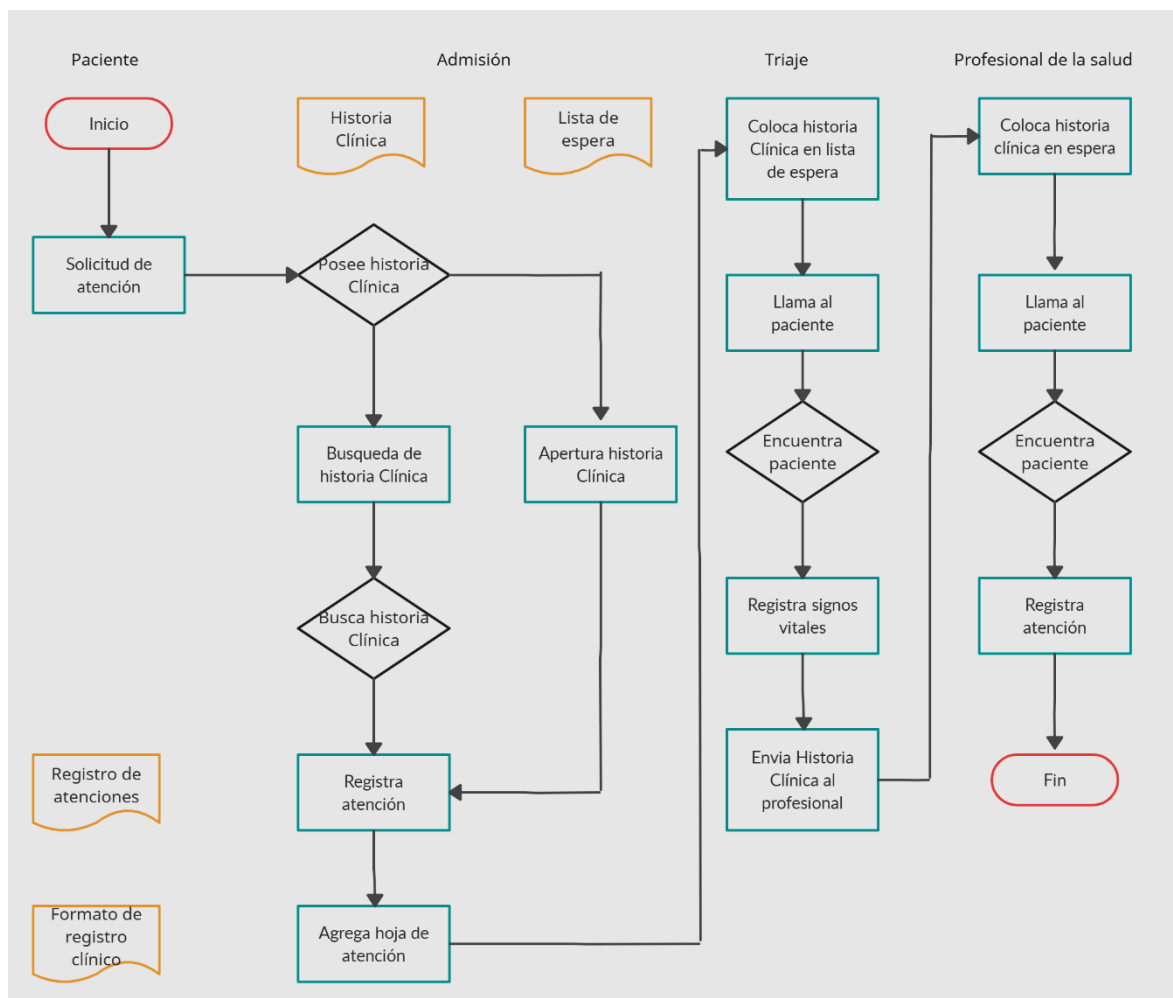 Paciente
Admisión
Triaje
Profesional de la salud
Inicio
Historia
Clínica
Lista de
espera
Coloca historia
Clínica en lista
de espera
Coloca historia
clínica en espera
Solicitud de
atención
Posee historia
Clínica
Llama al
paciente
Llama al
paciente
Busqueda de
historia Clínica
Apertura historia
Clínica
Encuentra
paciente
Encuentra
paciente
Busca historia
Clínica
Registra signos
vitales
Registra
atención
Registro de
atenciones
Registra
atención
Envia Historia
Clínica al
profesional
Fin
Formato de
registro
clínico
Agrega hoja de
atención